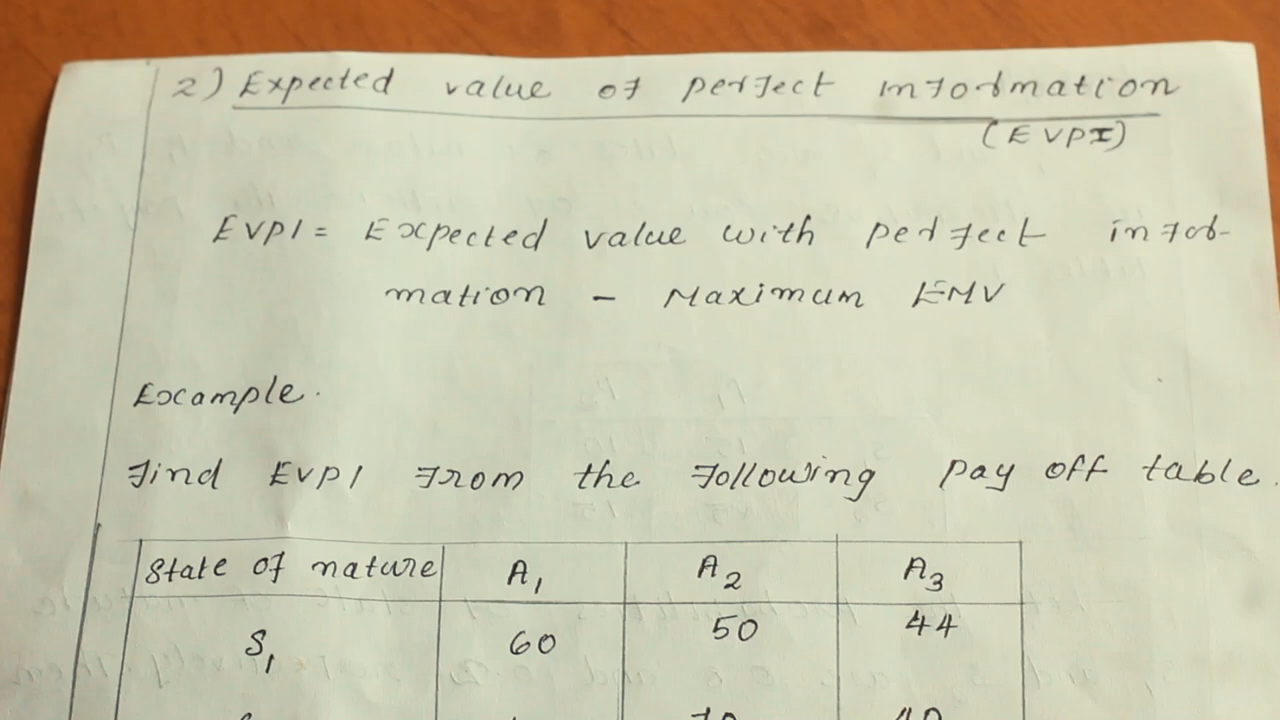 2) Expected value of perfect information
(EVPI)
EVPI = Expected value with perfect infor-
mation - Maximum EMV
Example.
Find EVPI from the following pay off table.
State of nature A1 A2 A3
S1 60 50 44